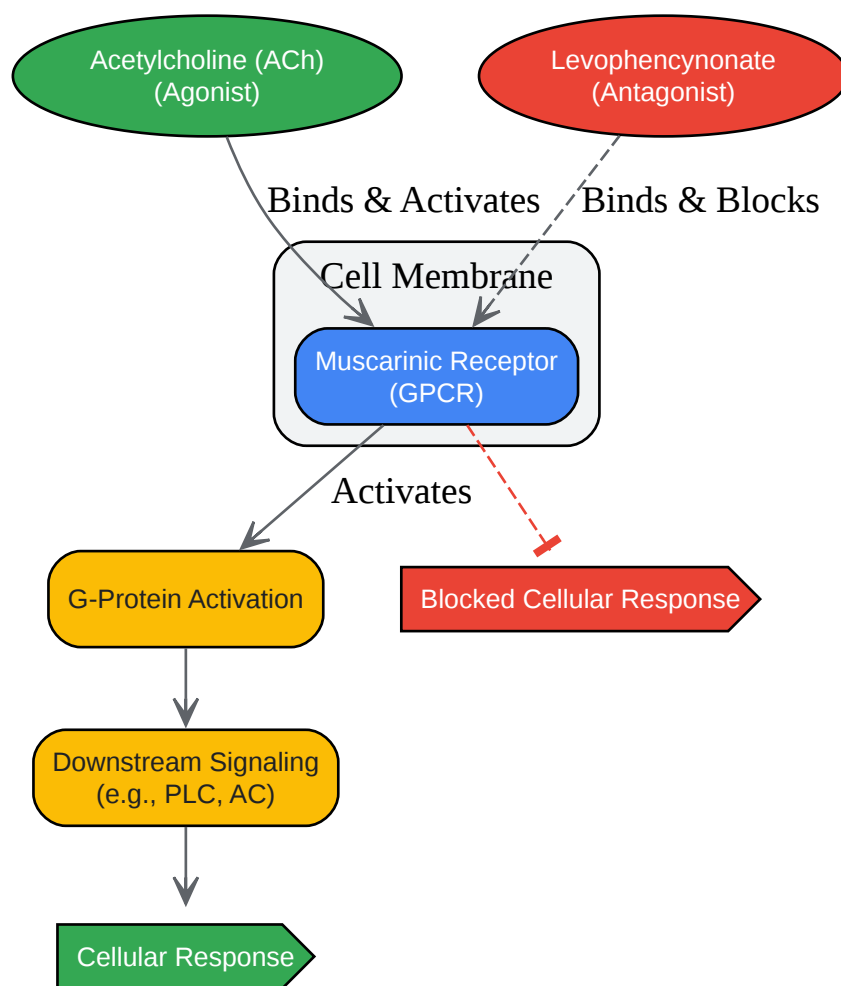 Acetylcholine (ACh)
(Agonist)
Levophencynonate
(Antagonist)
Binds & Activates
Binds & Blocks
Cell Membrane
Muscarinic Receptor
(GPCR)
Activates
G-Protein Activation
Blocked Cellular Response
Downstream Signaling
(e.g., PLC, AC)
Cellular Response